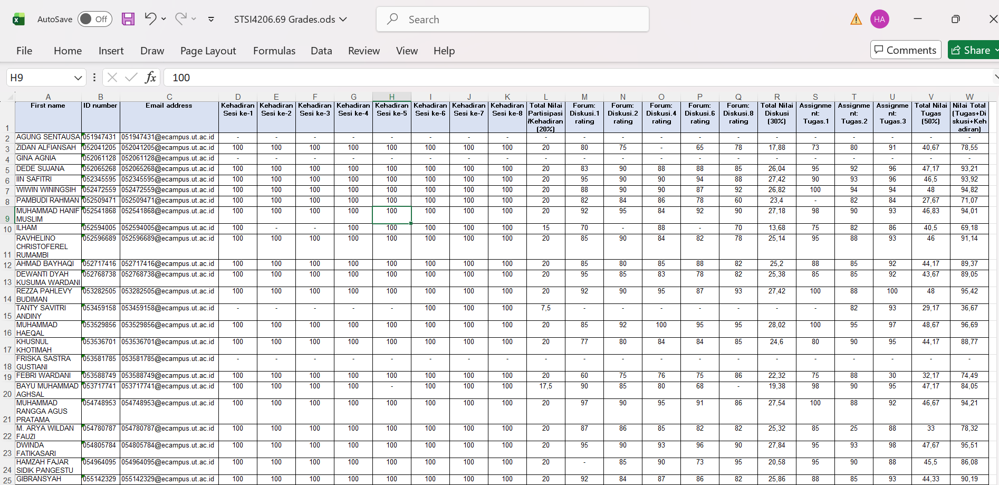 AutoSave Off STSI4206.69 Grades.ods Search HA
File Home Insert Draw Page Layout Formulas Data Review View Help Comments Share
H9 fx 100
A B C D E F G H I J K L M N O P Q R S T U V W
1 First name ID number Email address Kehadiran Sesi ke-1 Kehadiran Sesi ke-2 Kehadiran Sesi ke-3 Kehadiran Sesi ke-4 Kehadiran Sesi ke-5 Kehadiran Sesi ke-6 Kehadiran Sesi ke-7 Kehadiran Sesi ke-8 Total Nilai Partisipasi /Kehadiran (20%) Forum: Diskusi.1 rating Forum: Diskusi.2 rating Forum: Diskusi.4 rating Forum: Diskusi.6 rating Forum: Diskusi.8 rating Total Nilai Diskusi (30%) Assignment: Tugas.1 Assignment: Tugas.2 Assignment: Tugas.3 Total Nilai Tugas (50%) Nilai Total (Tugas+Diskusi+Kehadiran)
2 AGUNG SENTAUSA 051947431 051947431@ecampus.ut.ac.id - - - - - - - - - - - - - - - - - - - -
3 ZIDAN ALFIANSAH 052041205 052041205@ecampus.ut.ac.id 100 100 100 100 100 100 100 100 20 80 75 - 65 78 17,88 73 80 91 40,67 78,55
4 GINA AGNIA 052061128 052061128@ecampus.ut.ac.id - - - - - - - - - - - - - - - - - - - -
5 DEDE SUJANA 052065268 052065268@ecampus.ut.ac.id 100 100 100 100 100 100 100 100 20 83 90 88 88 85 26,04 95 92 96 47,17 93,21
6 IIN SAFITRI 052345595 052345595@ecampus.ut.ac.id 100 100 100 100 100 100 100 100 20 95 90 90 94 88 27,42 90 93 96 46,5 93,92
7 WIWIN WININGSIH 052472559 052472559@ecampus.ut.ac.id 100 100 100 100 100 100 100 100 20 88 90 90 87 92 26,82 100 94 94 48 94,82
8 PAMBUDI RAHMAN 052509471 052509471@ecampus.ut.ac.id 100 100 100 100 100 100 100 100 20 82 84 86 78 60 23,4 - 82 84 27,67 71,07
9 MUHAMMAD HANIF MUSLIM 052541868 052541868@ecampus.ut.ac.id 100 100 100 100 100 100 100 100 20 92 95 84 92 90 27,18 98 90 93 46,83 94,01
10 ILHAM 052594005 052594005@ecampus.ut.ac.id 100 - - 100 100 100 100 100 15 70 - 88 - 70 13,68 75 82 86 40,5 69,18
11 RAVHELINO CHRISTOFEREL RUMAMBI 052596689 052596689@ecampus.ut.ac.id 100 100 100 100 100 100 100 100 20 85 90 84 82 78 25,14 95 88 93 46 91,14
12 AHMAD BAYHAQI 052717416 052717416@ecampus.ut.ac.id 100 100 100 100 100 100 100 100 20 85 80 85 88 82 25,2 88 85 92 44,17 89,37
13 DEWANTI DYAH KUSUMA WARDANI 052768738 052768738@ecampus.ut.ac.id 100 100 100 100 100 100 100 100 20 95 85 83 78 82 25,38 85 85 92 43,67 89,05
14 REZZA PAHLEVY BUDIMAN 053282505 053282505@ecampus.ut.ac.id 100 100 100 100 100 100 100 100 20 92 90 95 87 93 27,42 100 88 100 48 95,42
15 TANTY SAVITRI ANDINY 053459158 053459158@ecampus.ut.ac.id - - - - - 100 100 100 7,5 - - - - - - - 82 93 29,17 36,67
16 MUHAMMAD HAEQAL 053529856 053529856@ecampus.ut.ac.id 100 100 100 100 100 100 100 100 20 85 92 100 95 95 28,02 100 95 97 48,67 96,69
17 KHUSNUL KHOTIMAH 053536701 053536701@ecampus.ut.ac.id 100 100 100 100 100 100 100 100 20 77 80 84 84 85 24,6 80 90 95 44,17 88,77
18 FRISKA SASTRA GUSTIANI 053581785 053581785@ecampus.ut.ac.id - - - - - - - - - - - - - - - - - - - -
19 FEBRI WARDANI 053588749 053588749@ecampus.ut.ac.id 100 100 100 100 100 100 100 100 20 60 75 76 75 86 22,32 75 88 30 32,17 74,49
20 BAYU MUHAMMAD AGHSAL 053717741 053717741@ecampus.ut.ac.id 100 100 100 100 - 100 100 100 17,5 90 85 80 68 - 19,38 98 90 95 47,17 84,05
21 MUHAMMAD RANGGA AGUS PRATAMA 054748953 054748953@ecampus.ut.ac.id 100 100 100 100 100 100 100 100 20 97 90 95 91 86 27,54 100 88 92 46,67 94,21
22 M. ARYA WILDAN FAUZI 054780787 054780787@ecampus.ut.ac.id 100 100 100 100 100 100 100 100 20 87 86 85 82 82 25,32 85 25 88 33 78,32
23 DWINDA FATIKASARI 054805784 054805784@ecampus.ut.ac.id 100 100 100 100 100 100 100 100 20 95 90 93 96 90 27,84 95 93 98 47,67 95,51
24 HAMZAH FAJAR SIDIK PANGESTU 054964095 054964095@ecampus.ut.ac.id 100 100 100 100 100 100 100 100 20 - 85 90 73 95 20,58 95 90 88 45,5 86,08
25 GIBRANSYAH 055142329 055142329@ecampus.ut.ac.id 100 100 100 100 100 100 100 100 20 92 84 87 86 82 25,86 88 85 93 44,33 90,19